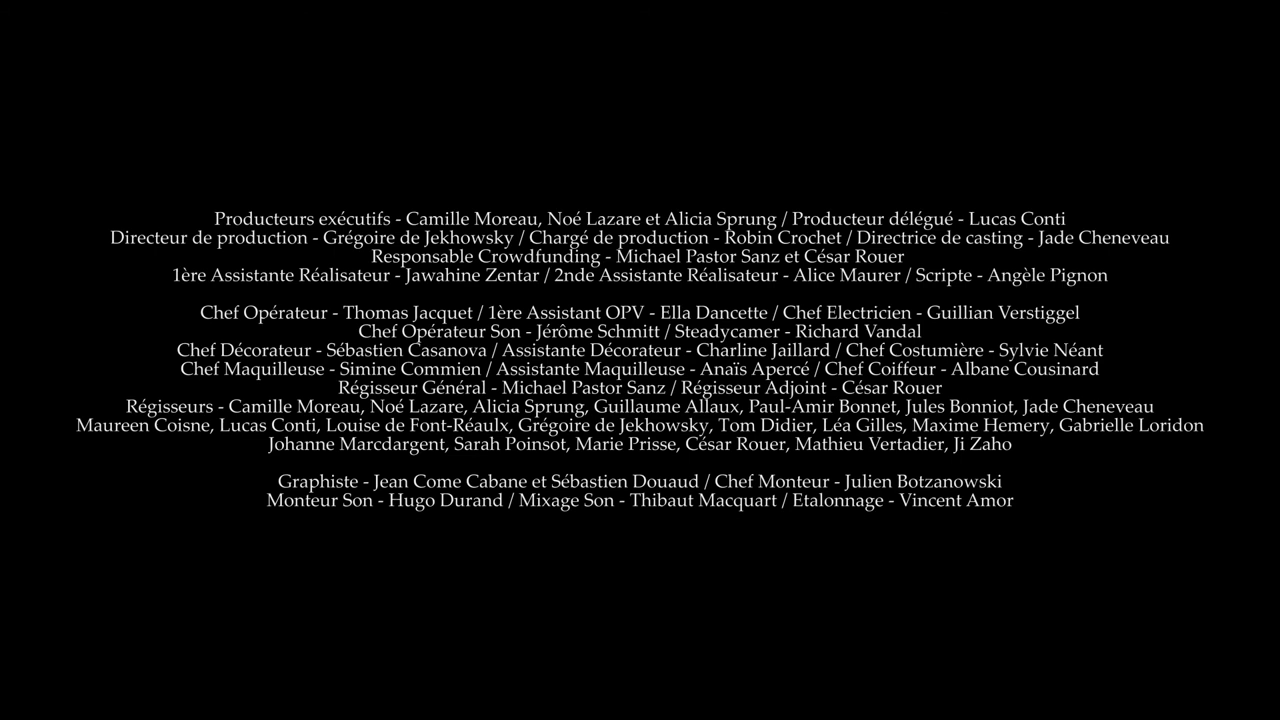 Producteurs exécutifs - Camille Moreau, Noé Lazare et Alicia Sprung / Producteur délégué - Lucas Conti
Directeur de production - Grégoire de Jekhowsky / Chargé de production - Robin Crochet / Directrice de casting - Jade Cheneveau
Responsable Crowdfunding - Michael Pastor Sanz et César Rouer
1ère Assistante Réalisateur - Jawahine Zentar / 2nde Assistante Réalisateur - Alice Maurer / Scripte - Angèle Pignon
Chef Opérateur - Thomas Jacquet / 1ère Assistant OPV - Ella Dancette / Chef Electricien - Guillian Verstiggel
Chef Opérateur Son - Jérôme Schmitt / Steadycamer - Richard Vandal
Chef Décorateur - Sébastien Casanova / Assistante Décorateur - Charline Jaillard / Chef Costumière - Sylvie Néant
Chef Maquilleuse - Simine Commien / Assistante Maquilleuse - Anaïs Apercé / Chef Coiffeur - Albane Cousinard
Régisseur Général - Michael Pastor Sanz / Régisseur Adjoint - César Rouer
Régisseurs - Camille Moreau, Noé Lazare, Alicia Sprung, Guillaume Allaux, Paul-Amir Bonnet, Jules Bonniot, Jade Cheneveau
Maureen Coisne, Lucas Conti, Louise de Font-Réaulx, Grégoire de Jekhowsky, Tom Didier, Léa Gilles, Maxime Hemery, Gabrielle Loridon
Johanne Marcdargent, Sarah Poinsot, Marie Prisse, César Rouer, Mathieu Vertadier, Ji Zaho
Graphiste - Jean Come Cabane et Sébastien Douaud / Chef Monteur - Julien Botzanowski
Monteur Son - Hugo Durand / Mixage Son - Thibaut Macquart / Etalonnage - Vincent Amor